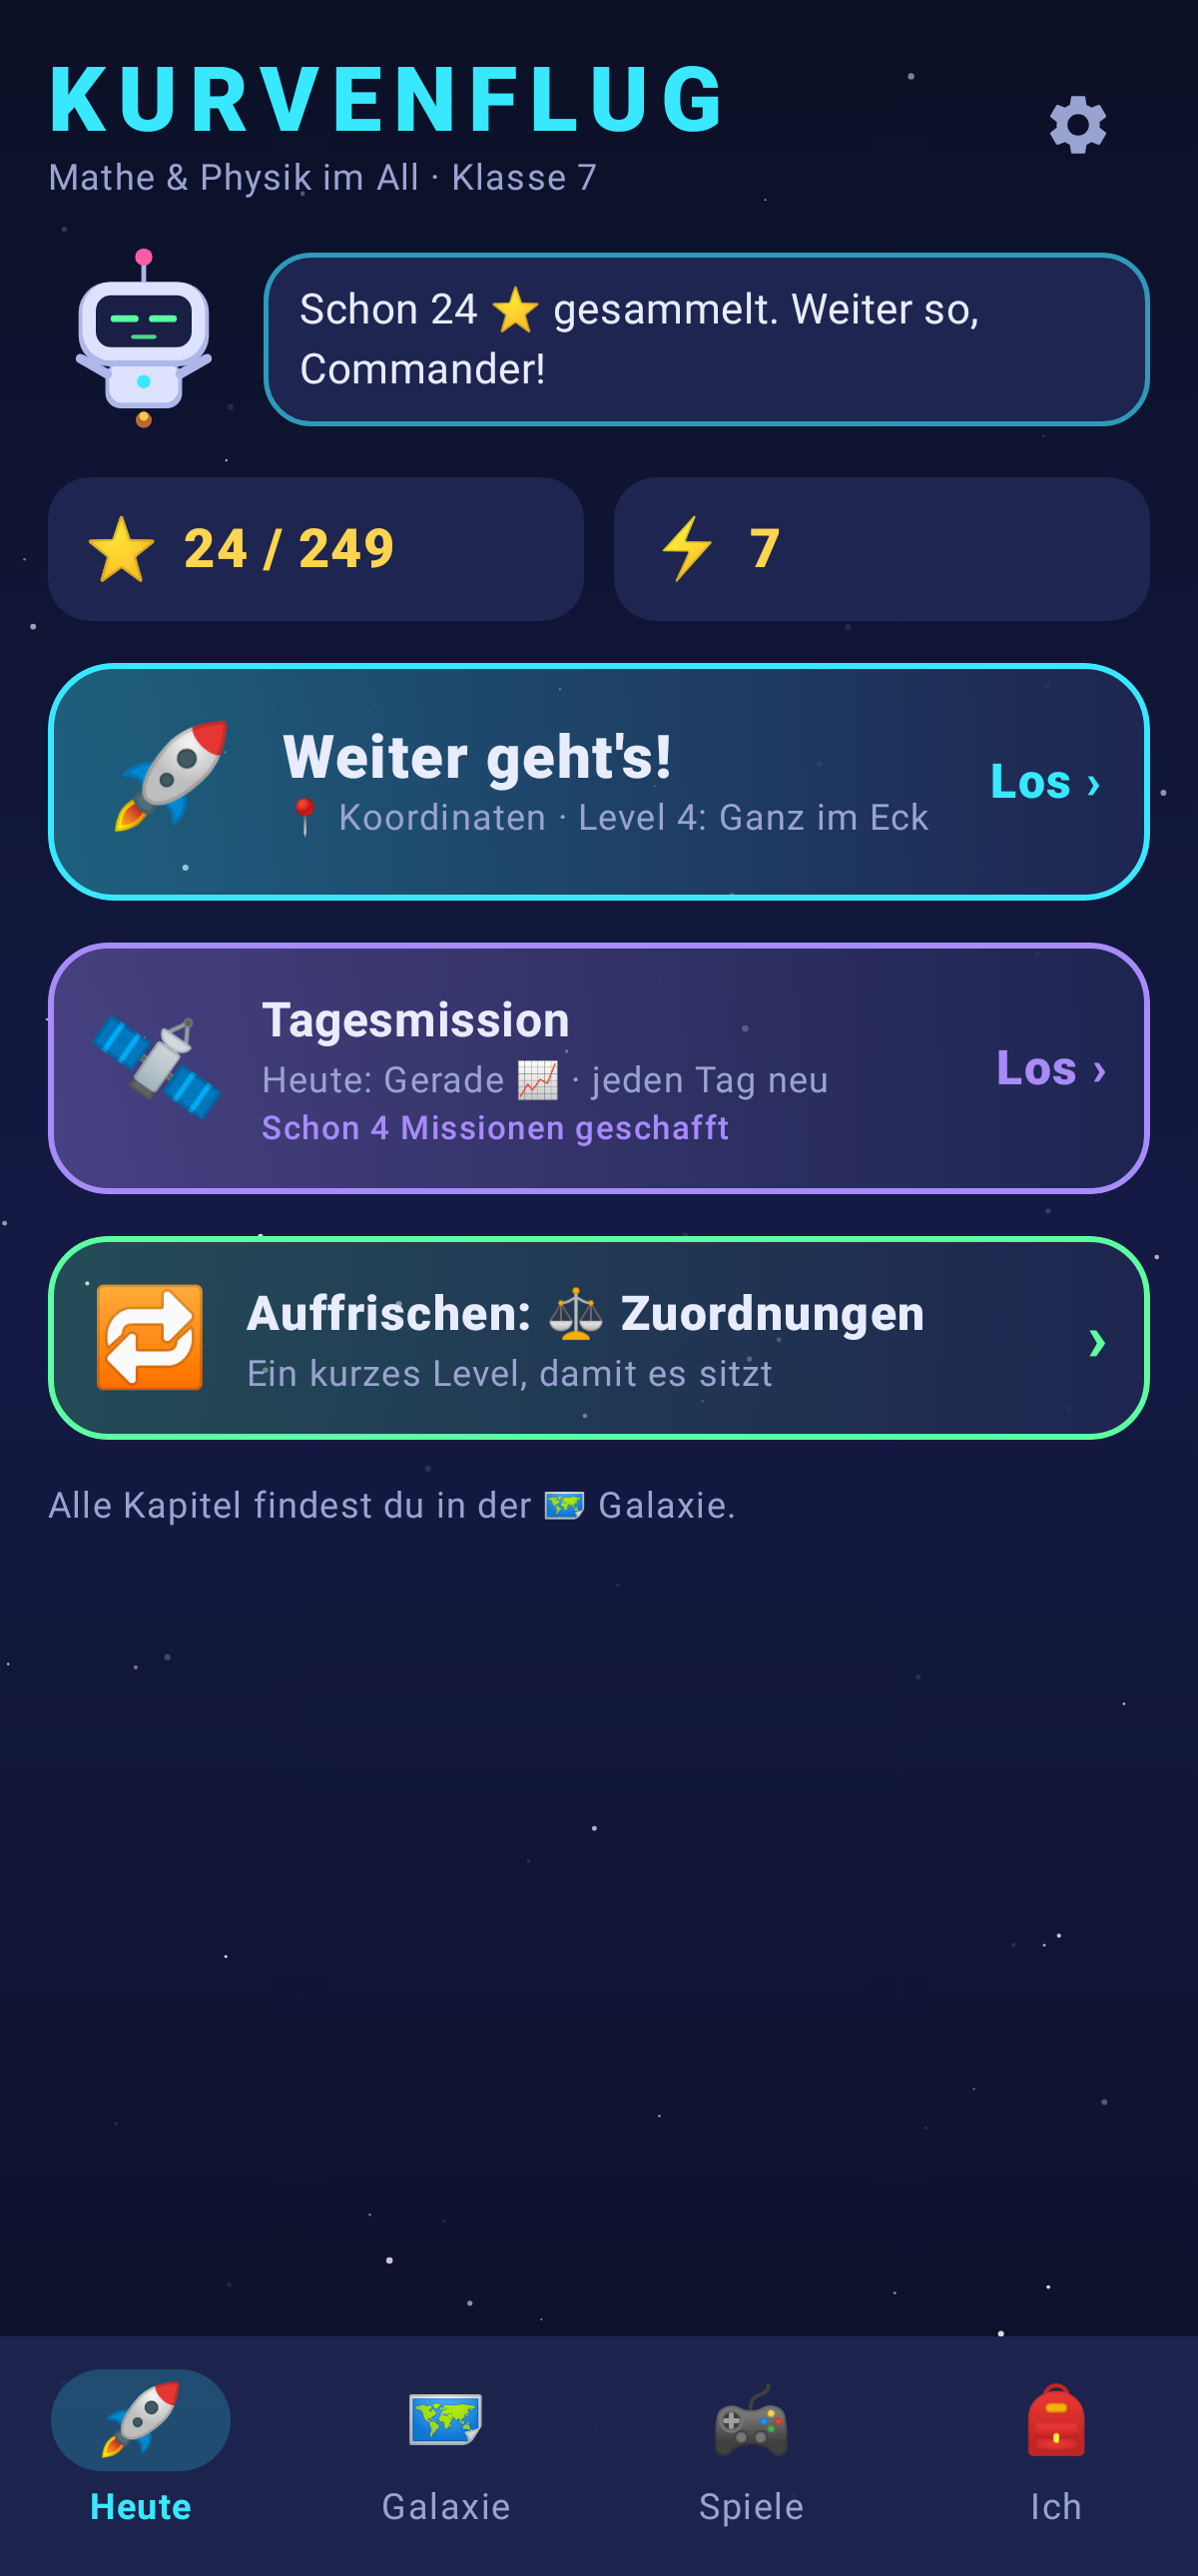 KURVENFLUG
Mathe & Physik im All · Klasse 7
Schon 24 ⭐ gesammelt. Weiter so,
Commander!
⭐ 24 / 249
⚡ 7
Weiter geht's!
📍 Koordinaten · Level 4: Ganz im Eck
Los ›
Tagesmission
Heute: Gerade 📈 · jeden Tag neu
Schon 4 Missionen geschafft
Los ›
Auffrischen: ⚖️ Zuordnungen
Ein kurzes Level, damit es sitzt
›
Alle Kapitel findest du in der 🗺️ Galaxie.
Heute
Galaxie
Spiele
Ich